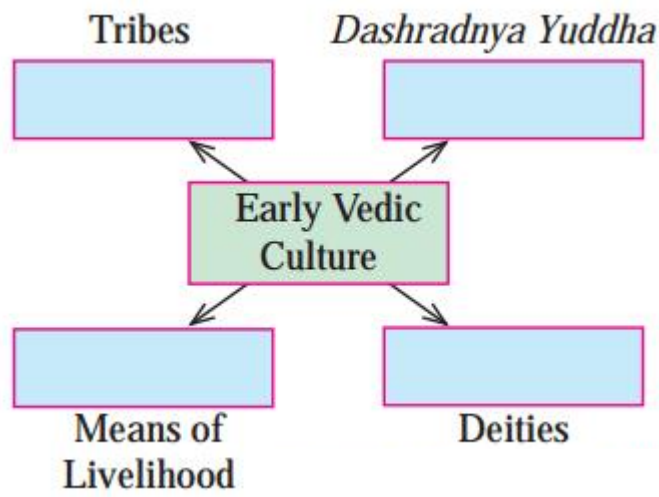 Tribes
Dashradnya Yuddha
Early Vedic
Culture
Means of
Livelihood
Deities